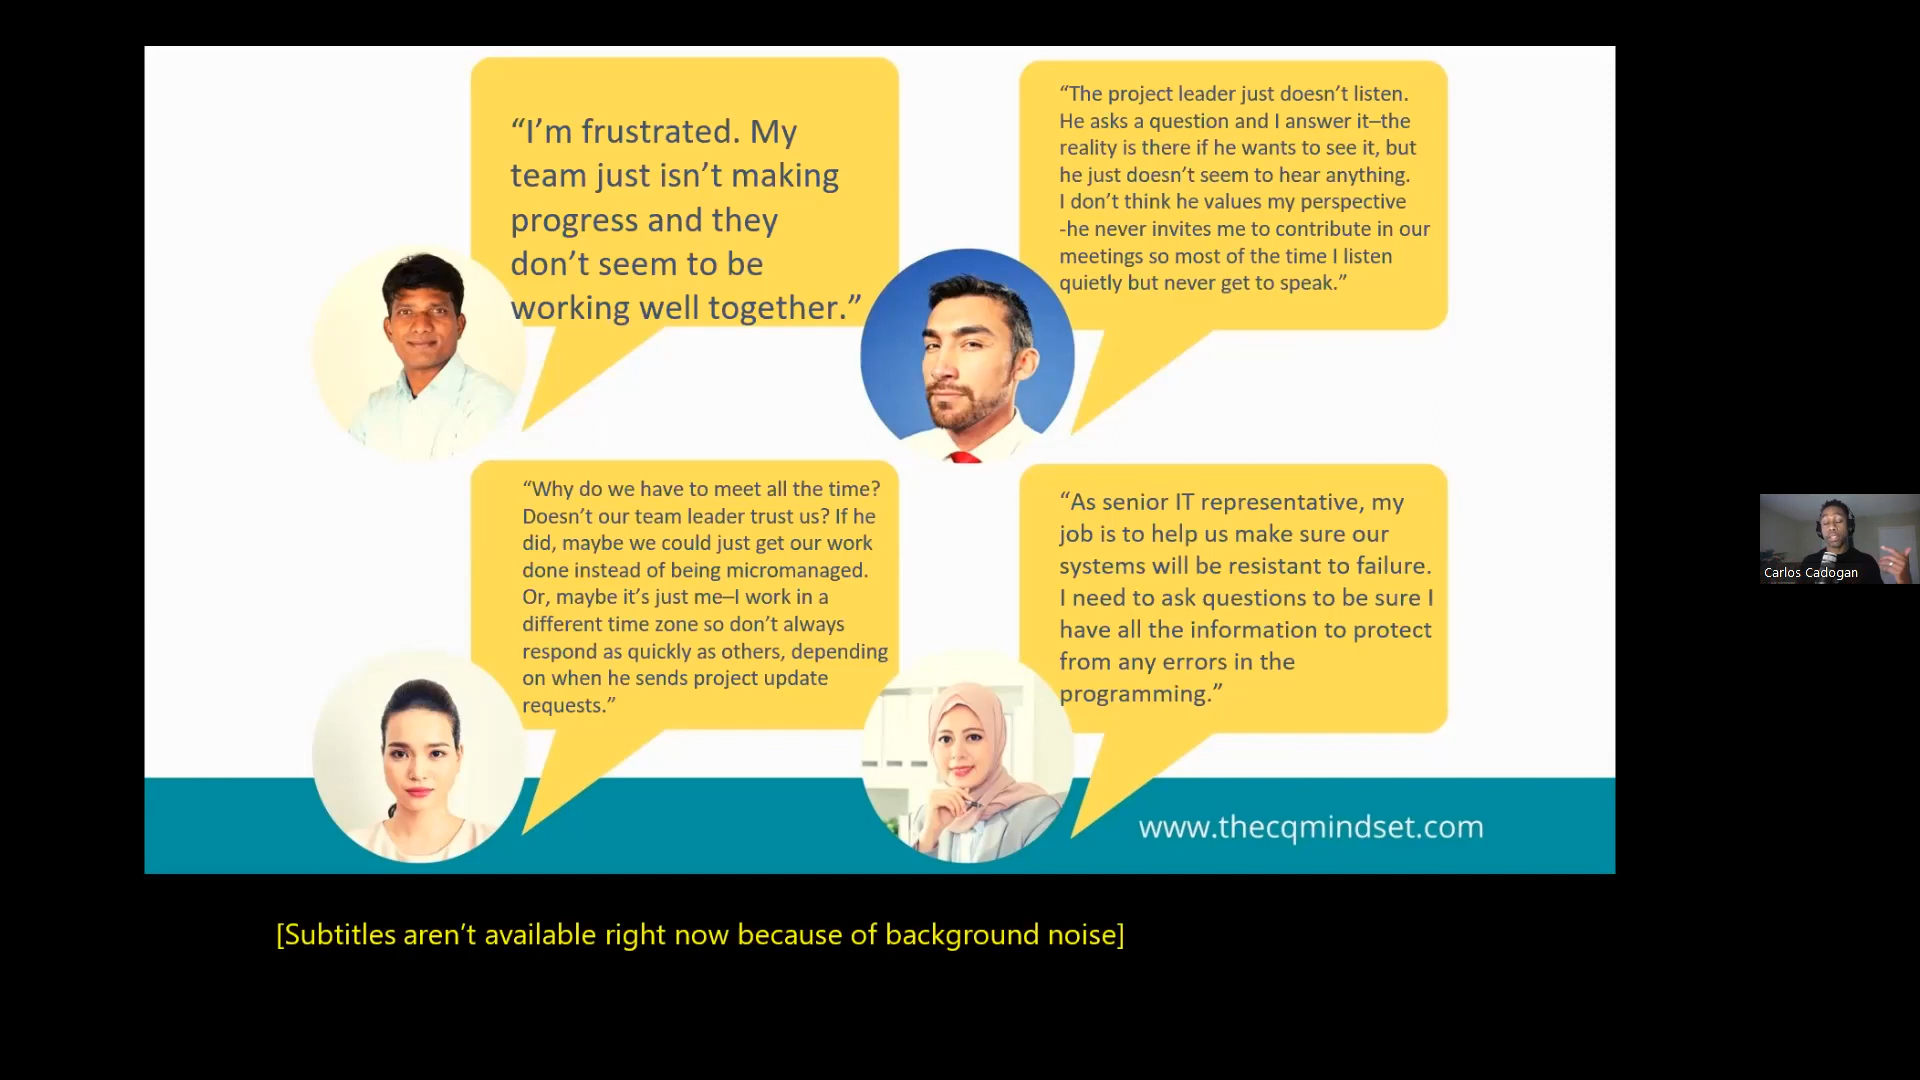 “I’m frustrated. My
team just isn’t making
progress and they
don’t seem to be
working well together.”
“The project leader just doesn’t listen.
He asks a question and I answer it–the
reality is there if he wants to see it, but
he just doesn’t seem to hear anything.
I don’t think he values my perspective
-he never invites me to contribute in our
meetings so most of the time I listen
quietly but never get to speak.”
“Why do we have to meet all the time?
Doesn’t our team leader trust us? If he
did, maybe we could just get our work
done instead of being micromanaged.
Or, maybe it’s just me–I work in a
different time zone so don’t always
respond as quickly as others, depending
on when he sends project update
requests.”
“As senior IT representative, my
job is to help us make sure our
systems will be resistant to failure.
I need to ask questions to be sure I
have all the information to protect
from any errors in the
programming.”
www.thecqmindset.com
Carlos Cadogan
[Subtitles aren’t available right now because of background noise]